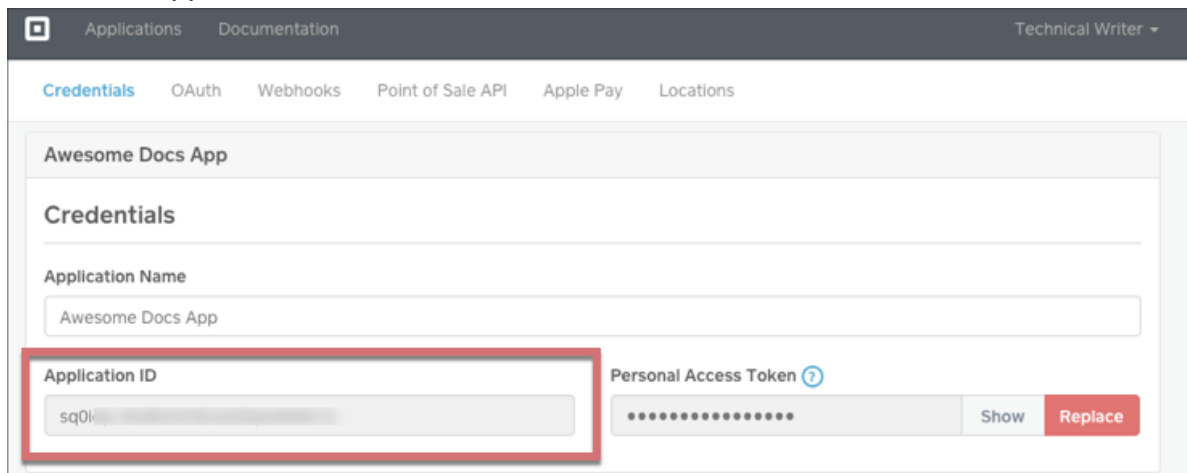 Applications Documentation Technical Writer
Credentials OAuth Webhooks Point of Sale API Apple Pay Locations
Awesome Docs App
Credentials
Application Name
Awesome Docs App
Application ID Personal Access Token ?
sq0i •••••••••••••••• Show Replace